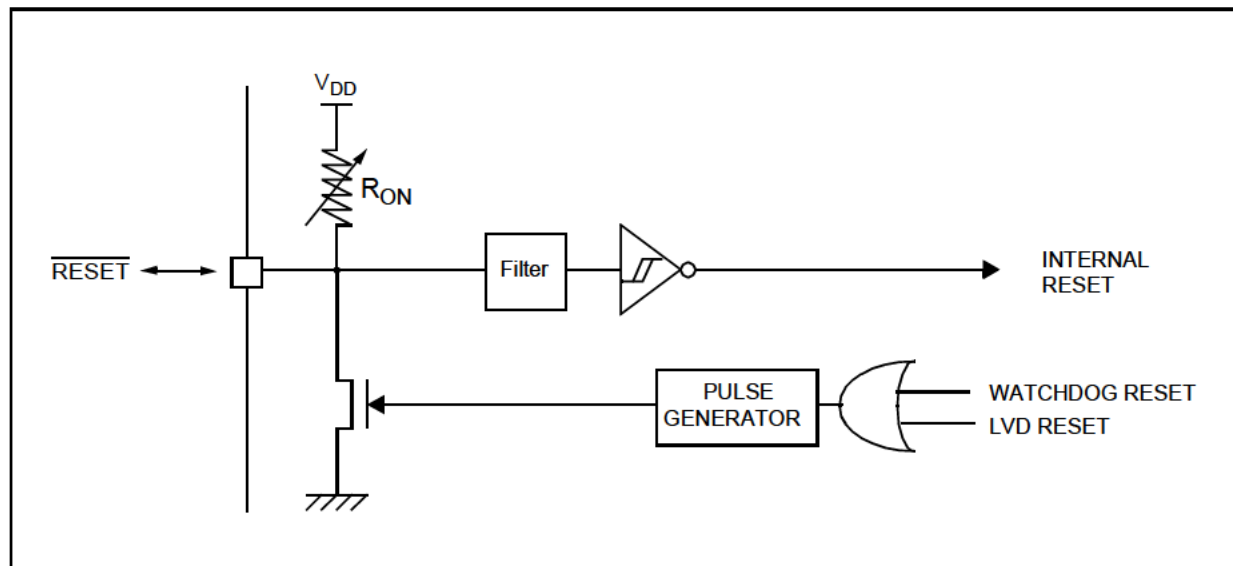 VDD
RON
RESET
Filter
INTERNAL
RESET
PULSE
GENERATOR
WATCHDOG RESET
LVD RESET